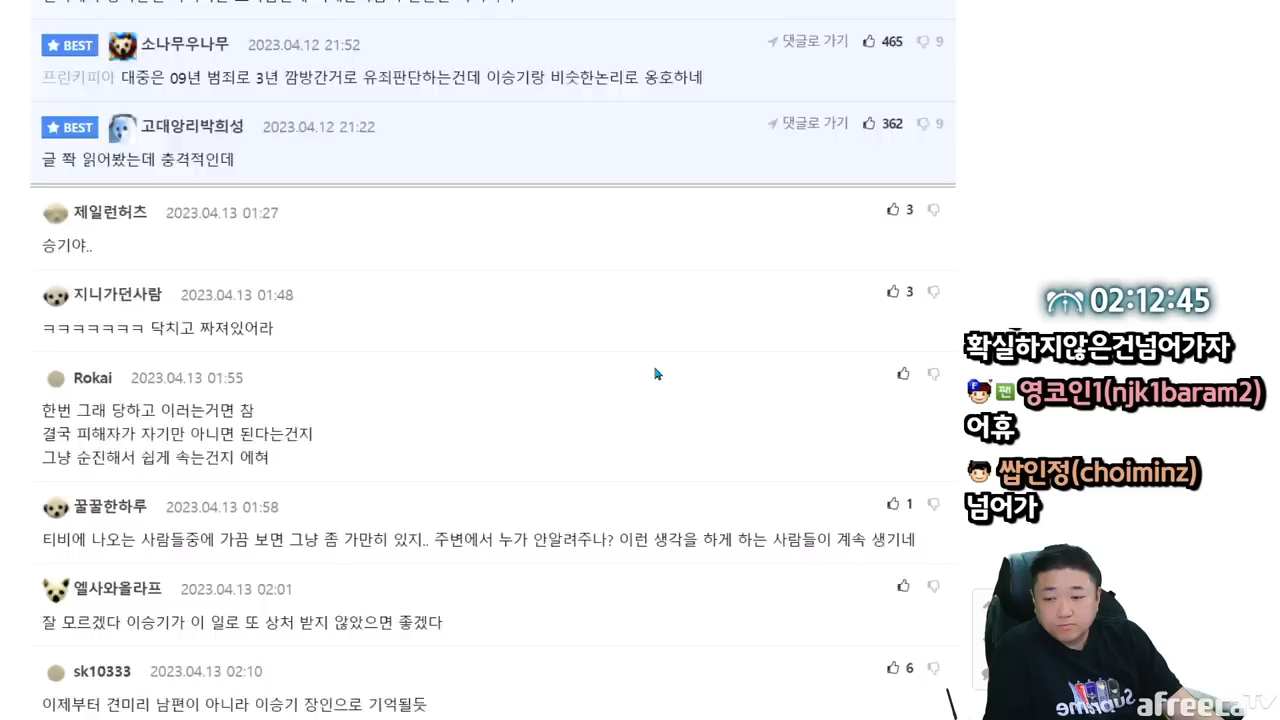 BEST 소나무우나무 2023.04.12 21:52 댓글로 가기 465 9
프린키피아 대중은 09년 범죄로 3년 깜방간거로 유죄판단하는건데 이승기랑 비슷한논리로 옹호하네
BEST 고대앙리박희성 2023.04.12 21:22 댓글로 가기 362 9
글 쫙 읽어봤는데 충격적인데
제일런허츠 2023.04.13 01:27 3
승기야..
지니가던사람 2023.04.13 01:48 3
ㅋㅋㅋㅋㅋㅋㅋ 닥치고 짜져있어라
Rokai 2023.04.13 01:55
한번 그래 당하고 이러는거면 참
결국 피해자가 자기만 아니면 된다는건지
그냥 순진해서 쉽게 속는건지 에혀
꿀꿀한하루 2023.04.13 01:58 1
티비에 나오는 사람들중에 가끔 보면 그냥 좀 가만히 있지.. 주변에서 누가 안알려주나? 이런 생각을 하게 하는 사람들이 계속 생기네
엘사와올라프 2023.04.13 02:01
잘 모르겠다 이승기가 이 일로 또 상처 받지 않았으면 좋겠다
sk10333 2023.04.13 02:10 6
이제부터 견미리 남편이 아니라 이승기 장인으로 기억될듯
02:12:45
확실하지않은건넘어가자
팬 영코인1(njk1baram2)
어휴
쌉인정(choiminz)
넘어가
Supreme
afreecaTV